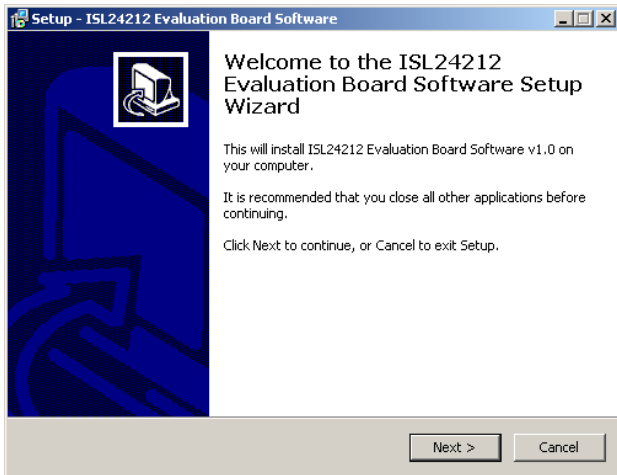 Setup - ISL24212 Evaluation Board Software
Welcome to the ISL24212
Evaluation Board Software Setup
Wizard
This will install ISL24212 Evaluation Board Software v1.0 on
your computer.
It is recommended that you close all other applications before
continuing.
Click Next to continue, or Cancel to exit Setup.
Next >
Cancel